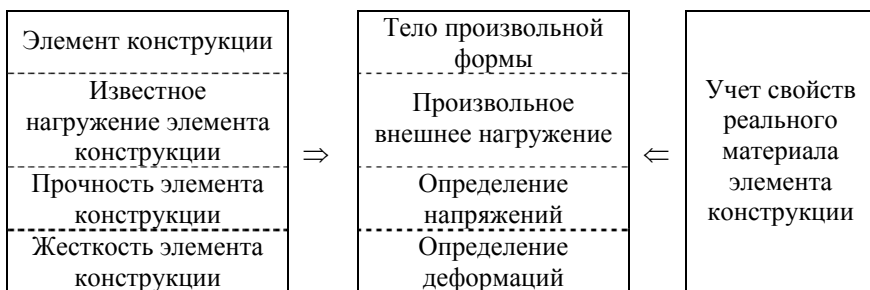 Элемент конструкции
Известное
нагружение элемента
конструкции
Прочность элемента
конструкции
Жесткость элемента
конструкции
⇒
Тело произвольной
формы
Произвольное
внешнее нагружение
Определение
напряжений
Определение
деформаций
⇐
Учет свойств
реального
материала
элемента
конструкции